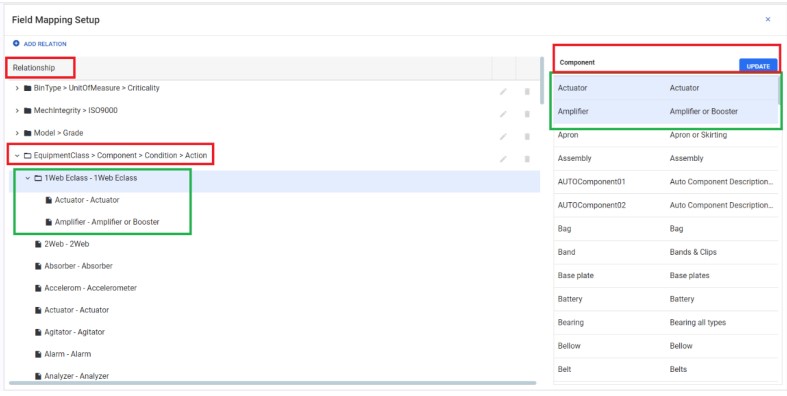 Field Mapping Setup
ADD RELATION
Relationship
BinType > UnitOfMeasure > Criticality
MechIntegrity > ISO9000
Model > Grade
EquipmentClass > Component > Condition > Action
1Web Eclass - 1Web Eclass
Actuator - Actuator
Amplifier - Amplifier or Booster
2Web - 2Web
Absorber - Absorber
Accelerom - Accelerometer
Actuator - Actuator
Agitator - Agitator
Alarm - Alarm
Analyzer - Analyzer
Component UPDATE
Actuator Actuator
Amplifier Amplifier or Booster
Apron Apron or Skirting
Assembly Assembly
AUTOComponent01 Auto Component Description...
AUTOComponent02 Auto Component Description...
Bag Bag
Band Bands & Clips
Base plate Base plates
Battery Battery
Bearing Bearing all types
Bellow Bellow
Belt Belts